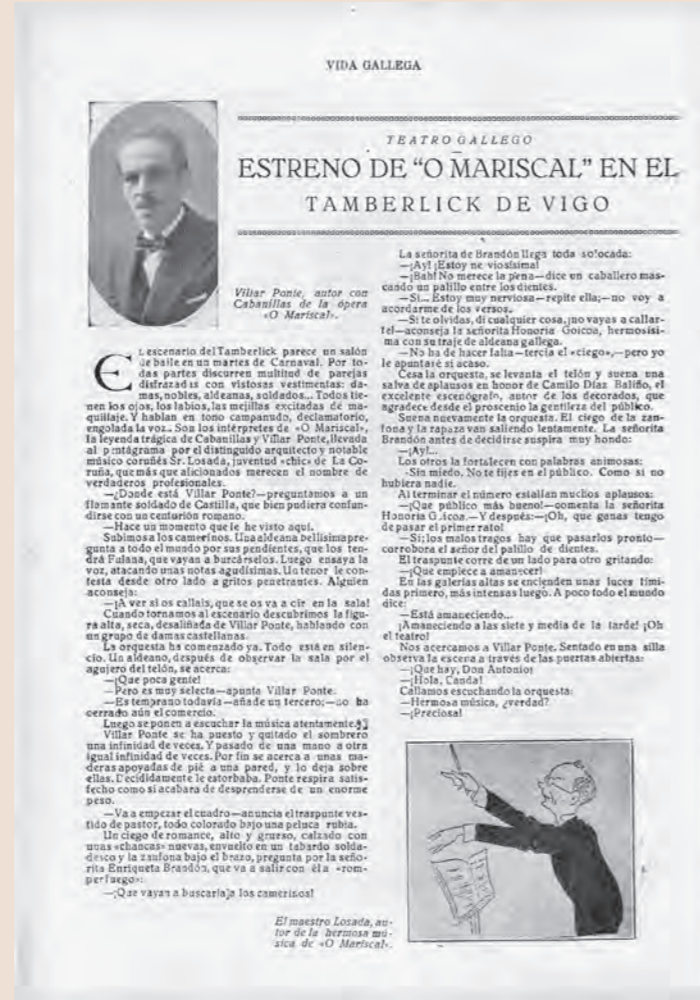 VIDA GALLEGA
TEATRO GALLEGO
ESTRENO DE "O MARISCAL" EN EL
TAMBERLICK DE VIGO
Villar Ponte, autor con
Cabanillas de la ópera
«O Mariscal».
EL escenario del Tamberlick parece un salón
de baile en un martes de Carnaval. Por to-
das partes discurren multitud de parejas
disfrazadas con vistosas vestimentas: da-
mas, nobles, aldeanas, soldados... Todos tie-
nen los ojos, los labios, las mejillas excitadas de ma-
quillaje. Y hablan en tono campanudo, declamatorio,
engolada la voz. Son los intérpretes de «O Mariscal»,
la leyenda trágica de Cabanillas y Villar Ponte, llevada
al pentágrama por el distinguido arquitecto y notable
músico coruñés Sr. Losada, juventud «chic» de La Co-
ruña, que más que aficionados merecen el nombre de
verdaderos profesionales.
—¿Donde está Villar Ponte?—preguntamos a un
flamante soldado de Castilla, que bien pudiera confun-
dirse con un centurión romano.
—Hace un momento que le he visto aquí.
Subimos a los camerinos. Una aldeana bellísima pre-
gunta a todo el mundo por sus pendientes, que los ten-
drá Fulana, que vayan a burcárselos. Luego ensaya la
voz, atacando unas notas agudísimas. Un tenor le con-
testa desde otro lado a gritos penetrantes. Alguien
aconseja:
—¡A ver si os callais, que se os va a oir en la sala!
Cuando tornamos al escenario descubrimos la figu-
ra alta, seca, desaliñada de Villar Ponte, hablando con
un grupo de damas castellanas.
La orquesta ha comenzado ya. Todo está en silen-
cio. Un aldeano, después de observar la sala por el
agujero del telón, se acerca:
—¡Que poca gente!
—Pero es muy selecta—apunta Villar Ponte.
—Es temprano todavía—añade un tercero;—no ha
cerrado aún el comercio.
Luego se ponen a escuchar la música atentamente.
Villar Ponte se ha puesto y quitado el sombrero
una infinidad de veces. Y pasado de una mano a otra
igual infinidad de veces. Por fin se acerca a unas ma-
deras apoyadas de pié a una pared, y lo deja sobre
ellas. Decididamente le estorbaba. Ponte respira satis-
fecho como si acabara de desprenderse de un enorme
peso.
—Va a empezar el cuadro—anuncia el traspunte ves-
tido de pastor, todo colorado bajo una peluca rubia.
Un ciego de romance, alto y grueso, calzado con
unas «chancas» nuevas, envuelto en un tabardo solda-
desco y la zanfona bajo el brazo, pregunta por la seño-
rita Enriqueta Brandón, que va a salir con él a «rom-
per fuego»:
—¡Que vayan a buscarla a los camerinos!
La señorita de Brandón llega toda sofocada:
—¡Ay! ¡Estoy nerviosísima!
—¡Bah! No merece la pena—dice un caballero mas-
cando un palillo entre los dientes.
—Si... Estoy muy nerviosa—repite ella;—no voy a
acordarme de los versos.
—Si te olvidas, di cualquier cosa, ¡no vayas a callar-
te!—aconseja la señorita Honoria Goicoa, hermosísi-
ma con su traje de aldeana gallega.
—No ha de hacer falta—tercia el «ciego»,—pero yo
le apuntaré si acaso.
Cesa la orquesta, se levanta el telón y suena una
salva de aplausos en honor de Camilo Díaz Baliño, el
excelente escenógrafo, autor de los decorados, que
agradece desde el proscenio la gentileza del público.
Suena nuevamente la orquesta. El ciego de la zan-
fona y la rapaza van saliendo lentamente. La señorita
Brandón antes de decidirse suspira muy hondo:
—¡Ay!...
Los otros la fortalecen con palabras animosas:
-Sin miedo. No te fijes en el público. Como si no
hubiera nadie.
Al terminar el número estallan muchos aplausos:
—¡Que público más bueno!—comenta la señorita
Honoria Goicoa.—Y después:—¡Oh, que ganas tengo
de pasar el primer rato!
—Si; los malos tragos hay que pasarlos pronto—
corrobora el señor del palillo de dientes.
El traspunte corre de un lado para otro gritando:
—¡Que empiece a amanecer!
En las galerías altas se encienden unas luces tími-
das primero, más intensas luego. A poco todo el mundo
dice:
—Está amaneciendo...
¡Amaneciendo a las siete y media de la tarde! ¡Oh
el teatro!
Nos acercamos a Villar Ponte. Sentado en una silla
observa la escena a través de las puertas abiertas:
—¡Que hay, Don Antonio!
—¡Hola, Canda!
Callamos escuchando la orquesta:
—Hermosa música, ¿verdad?
—¡Preciosa!
El maestro Losada, au-
tor de la hermosa mú-
sica de «O Mariscal».